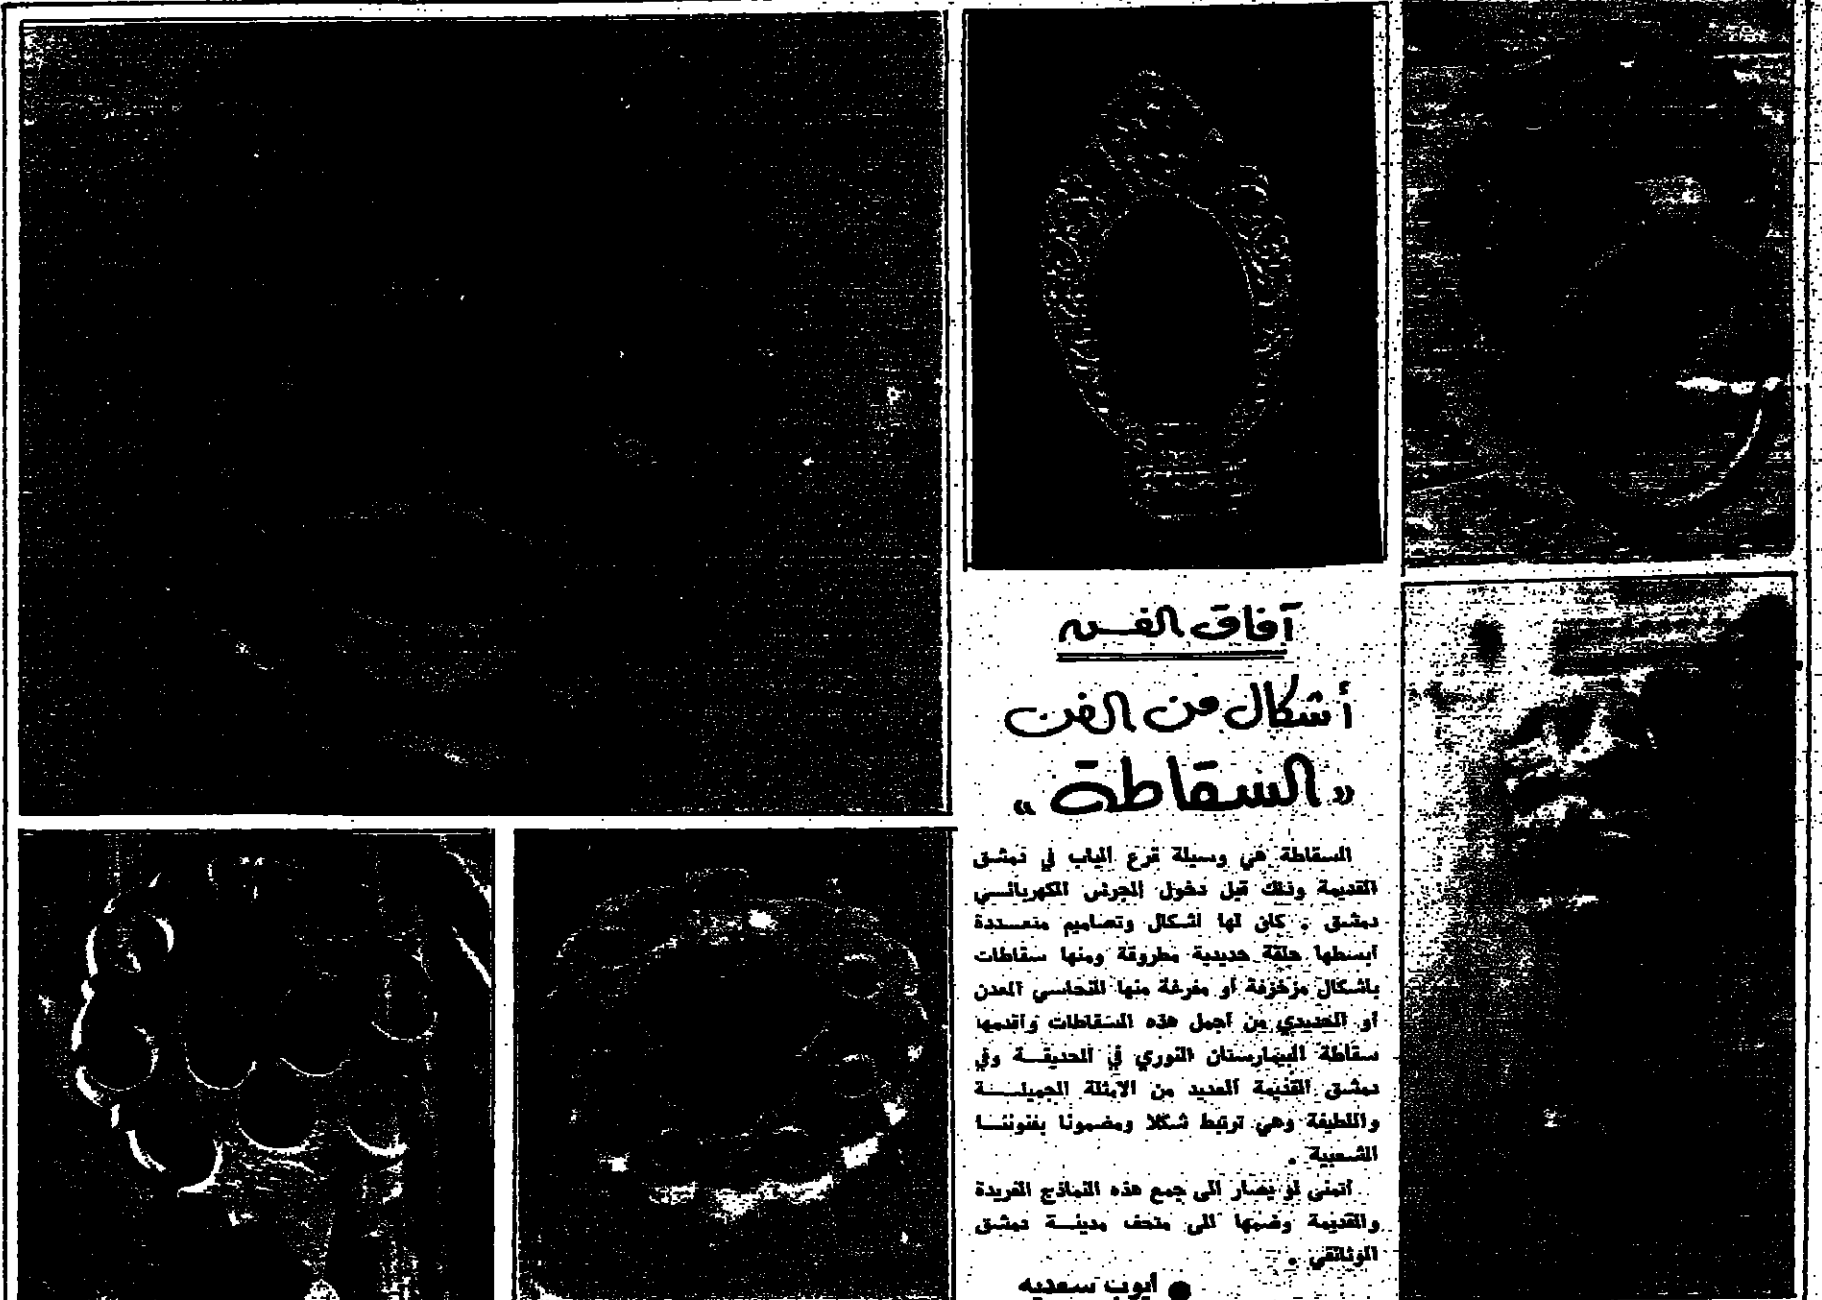 آفاق الفن
أشكال من الفن
« السقاطة »
السقاطة هي وسيلة قرع الباب في دمشق
القديمة وذلك قبل دخول الجرس الكهربائي
دمشق . كان لها أشكال وتصاميم متعددة
أبسطها حلقة حديدية مطروقة ومنها سقاطات
باشكال مزخرفة أو مفرغة منها النحاسي المعدن
أو الحديدي من أجمل هذه السقاطات وأقدمها
سقاطة البيمارستان النوري في الحديقة وفي
دمشق القديمة العديد من الامثلة الجميلة
واللطيفة وهي ترتبط شكلا ومضمونا بفنوننا
الشعبية .
أتمنى لو يصار الى جمع هذه النماذج الفريدة
والقديمة وضمها الى متحف مدينة دمشق
الوثائقي .
● أيوب سعديه